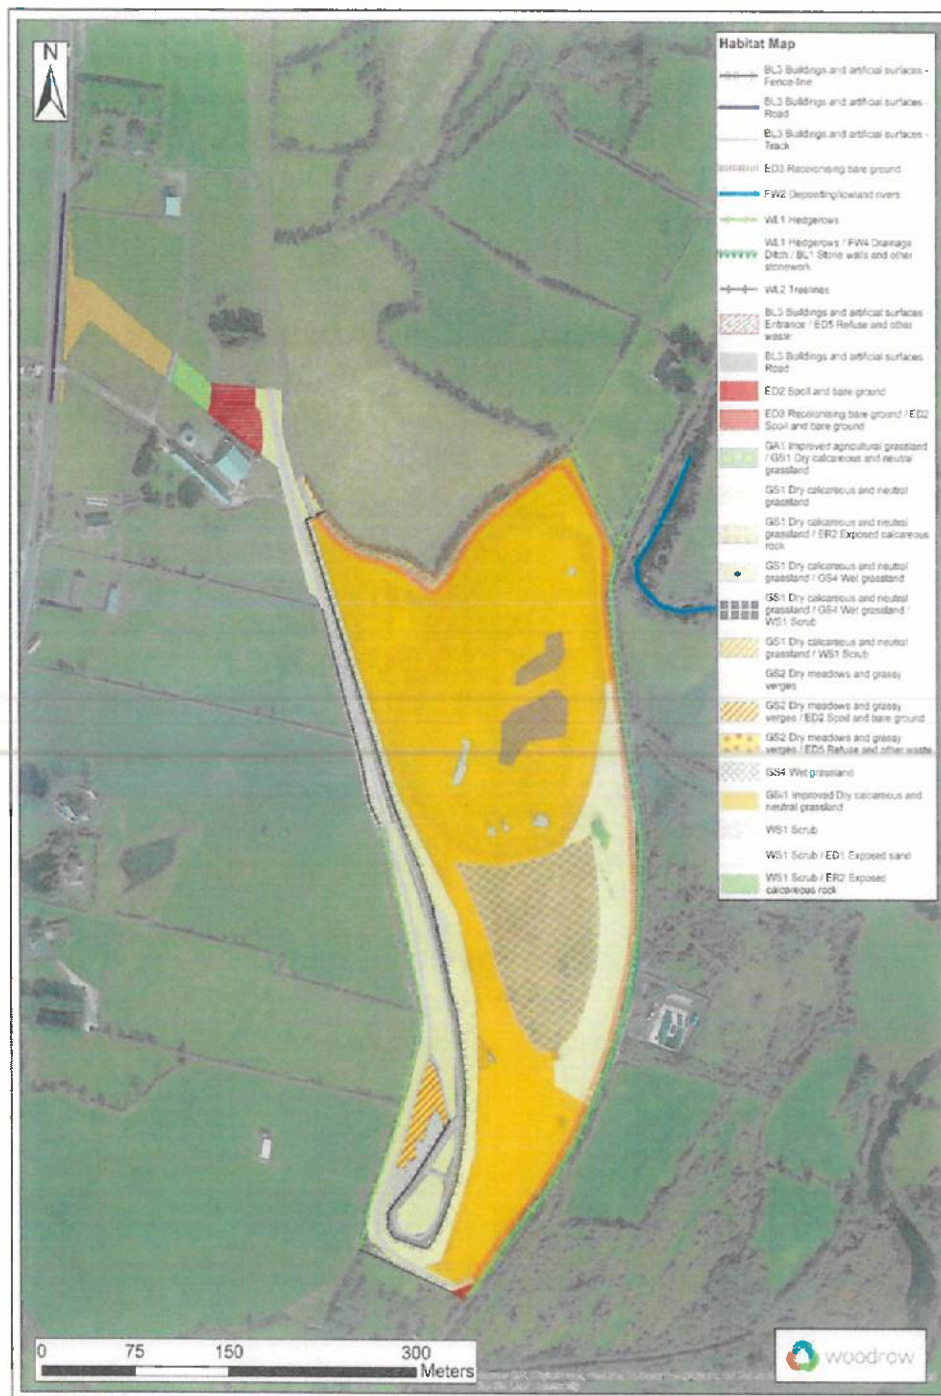 N
Habitat Map
BL3 Buildings and artificial surfaces -
Fence-line
BL3 Buildings and artificial surfaces -
Road
BL3 Buildings and artificial surfaces -
Track
ED3 Recolonising bare ground
FW2 Depositing/lowland rivers
WL1 Hedgerows
WL1 Hedgerows / FW4 Drainage
Ditch / BL1 Stone walls and other
stonework
WL2 Treelines
BL3 Buildings and artificial surfaces
Entrance / ED5 Refuse and other
waste
BL3 Buildings and artificial surfaces -
Road
ED2 Spoil and bare ground
ED3 Recolonising bare ground / ED2
Spoil and bare ground
GA1 Improved agricultural grassland
/ GS1 Dry calcareous and neutral
grassland
GS1 Dry calcareous and neutral
grassland
GS1 Dry calcareous and neutral
grassland / ER2 Exposed calcareous
rock
GS1 Dry calcareous and neutral
grassland / GS4 Wet grassland
GS1 Dry calcareous and neutral
grassland / GS4 Wet grassland /
WS1 Scrub
GS1 Dry calcareous and neutral
grassland / WS1 Scrub
GS2 Dry meadows and grassy
verges
GS2 Dry meadows and grassy
verges / ED2 Spoil and bare ground
GS2 Dry meadows and grassy
verges / ED5 Refuse and other waste
GS4 Wet grassland
GSi1 Improved Dry calcareous and
neutral grassland
WS1 Scrub
WS1 Scrub / ED1 Exposed sand
WS1 Scrub / ER2 Exposed
calcareous rock
0 75 150 300
Meters
woodrow